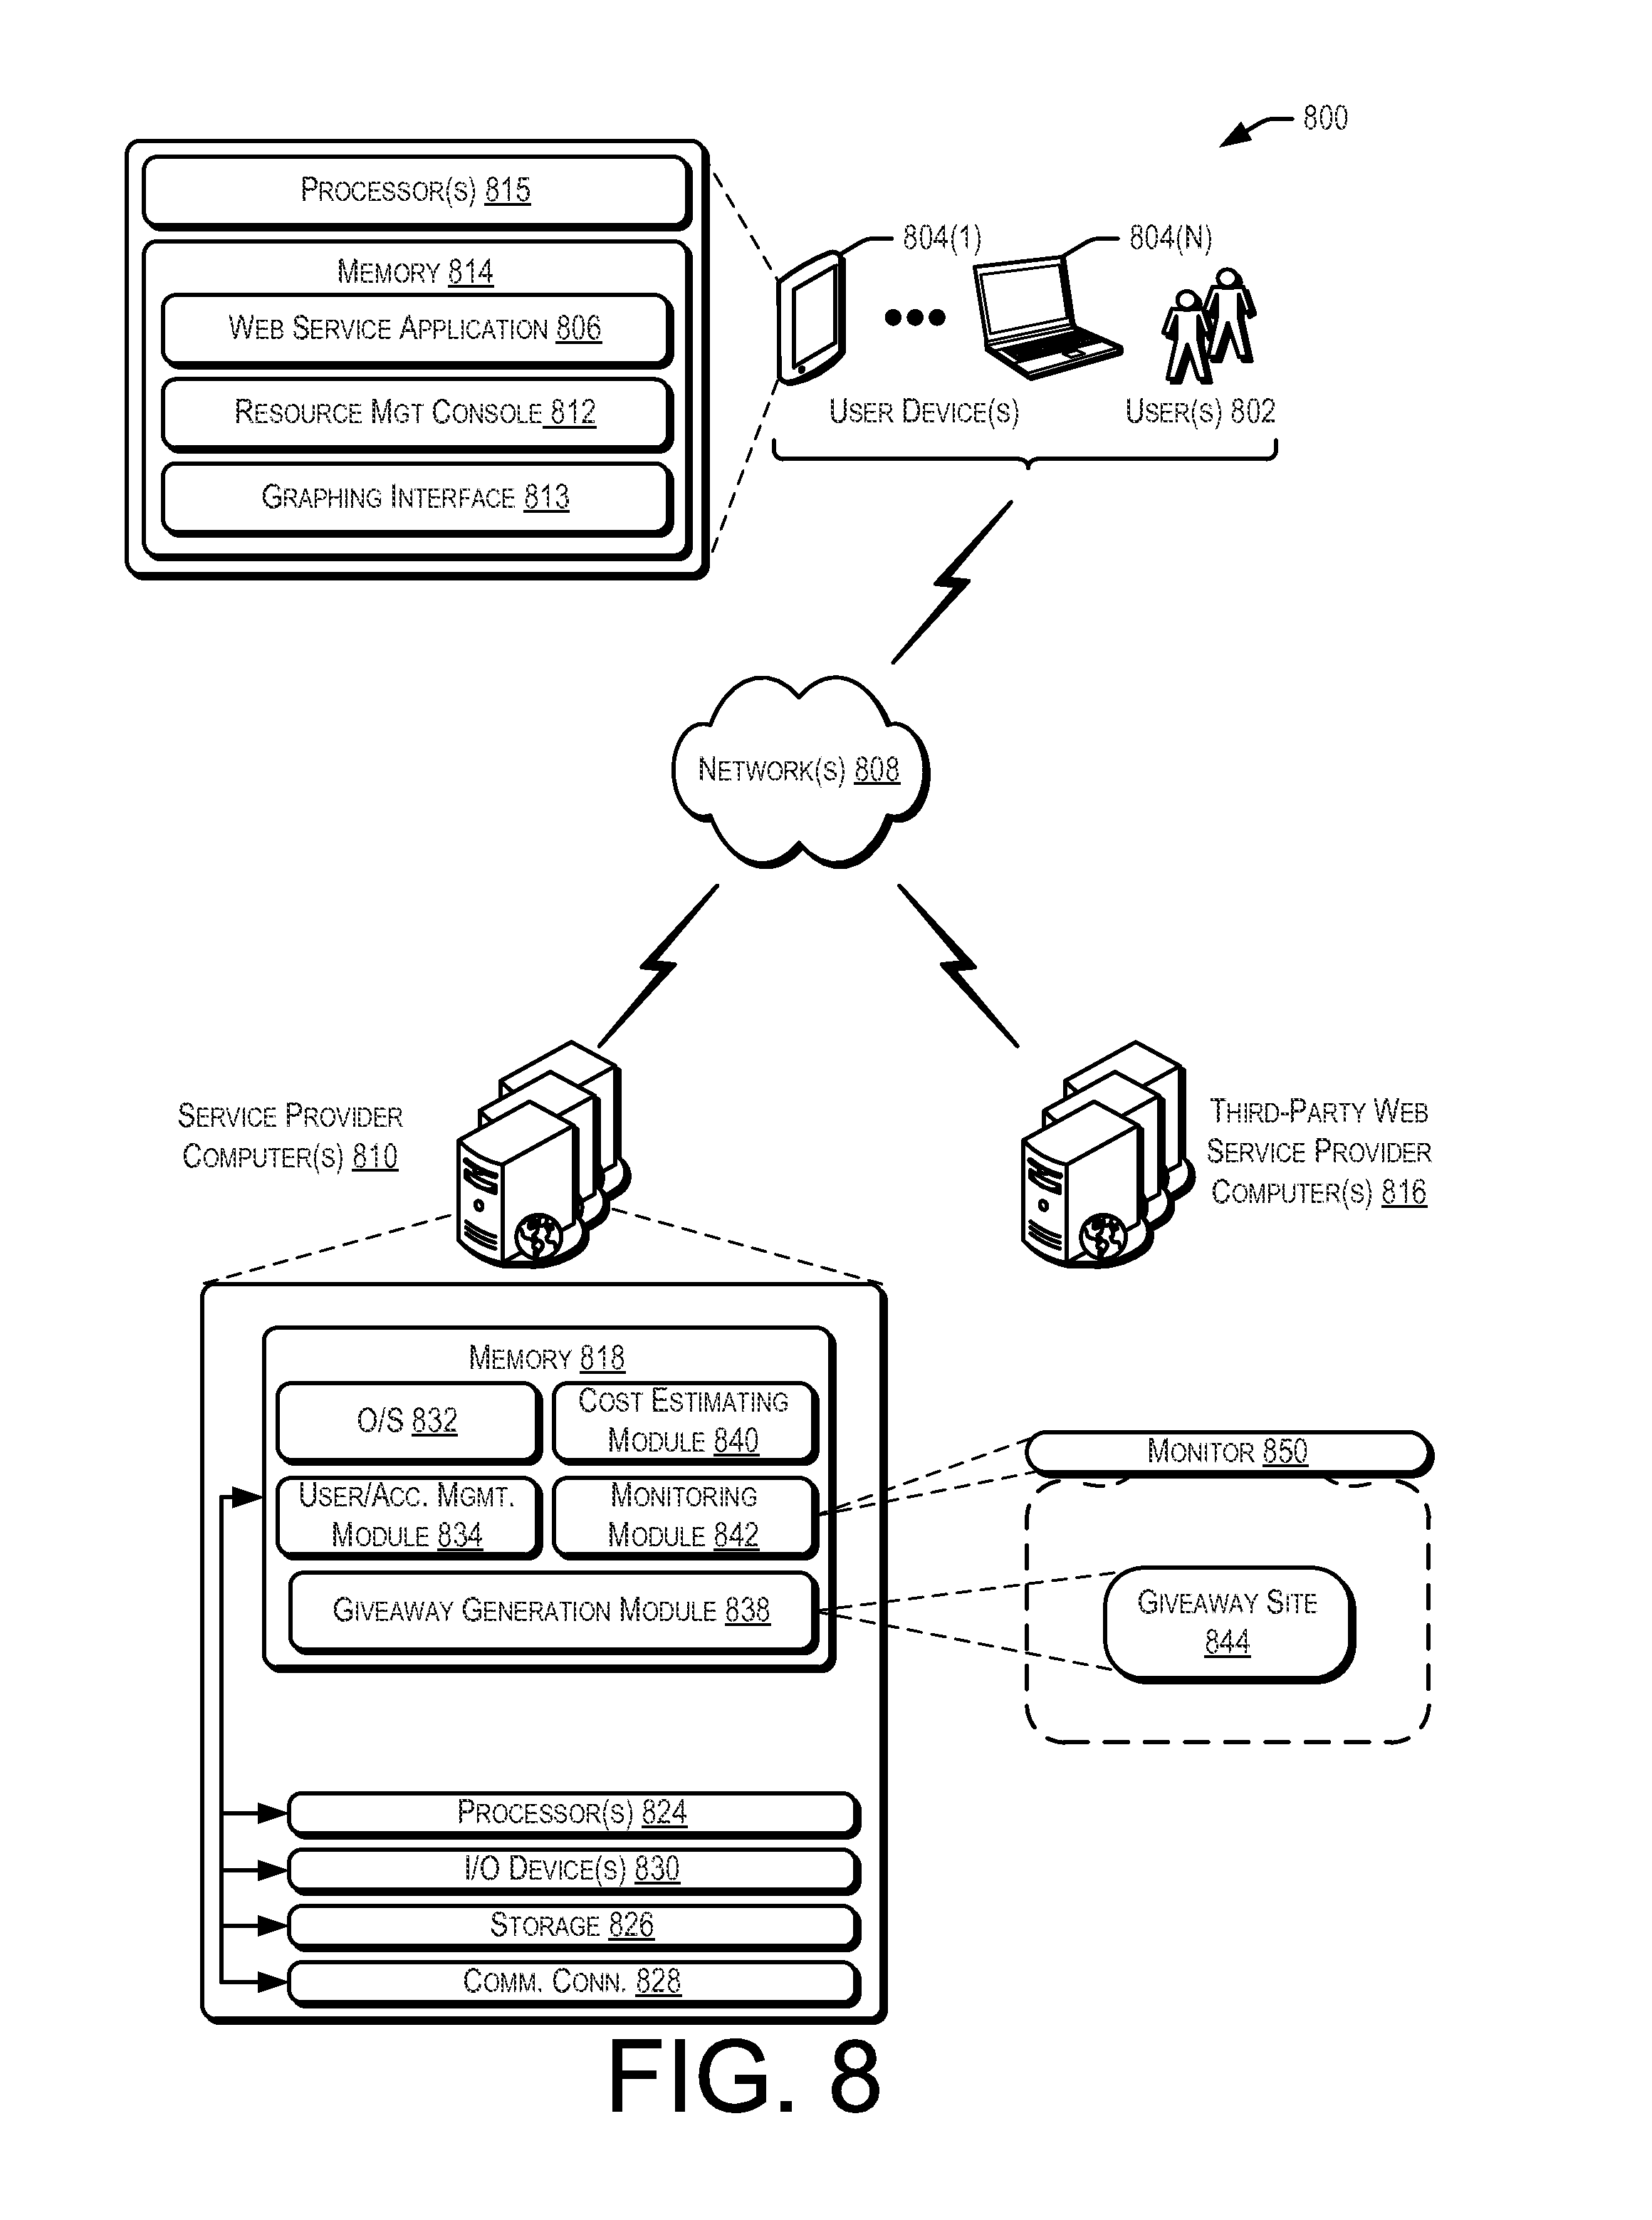 800
PROCESSOR(S) 815
MEMORY 814
WEB SERVICE APPLICATION 806
RESOURCE MGT CONSOLE 812
GRAPHING INTERFACE 813
804(1)
804(N)
USER DEVICE(S)
USER(S) 802
NETWORK(S) 808
SERVICE PROVIDER
COMPUTER(S) 810
THIRD-PARTY WEB
SERVICE PROVIDER
COMPUTER(S) 816
MEMORY 818
O/S 832
COST ESTIMATING
MODULE 840
USER/ACC. MGMT.
MODULE 834
MONITORING
MODULE 842
GIVEAWAY GENERATION MODULE 838
MONITOR 850
GIVEAWAY SITE
844
PROCESSOR(S) 824
I/O DEVICE(S) 830
STORAGE 826
COMM. CONN. 828
FIG. 8